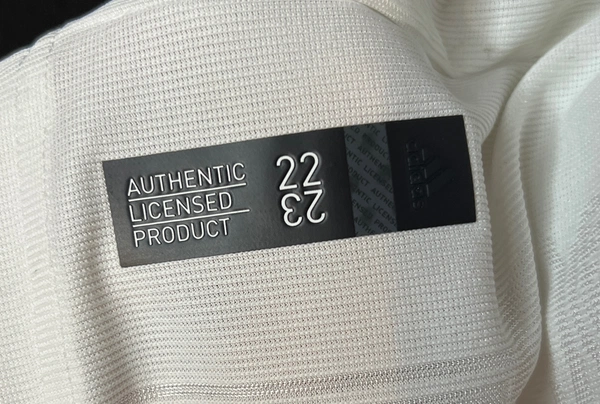 AUTHENTIC
LICENSED
PRODUCT
22
23